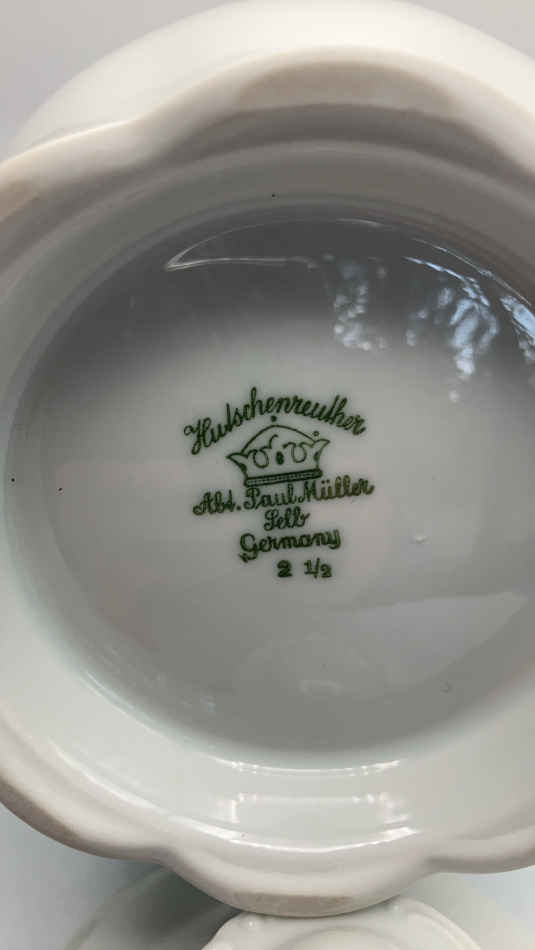 Hutschenreuther
Abt. Paul Müller
Selb
Germany
2 1/2